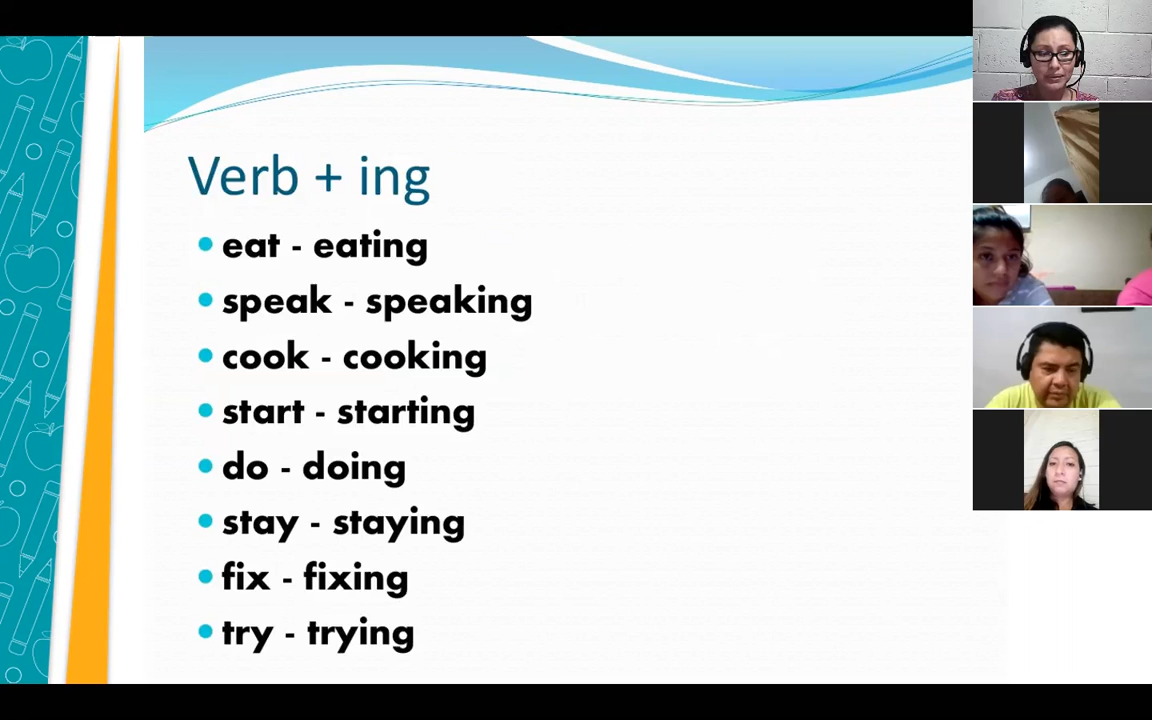 Verb + ing
eat - eating
speak - speaking
cook - cooking
start - starting
do - doing
stay - staying
fix - fixing
try - trying